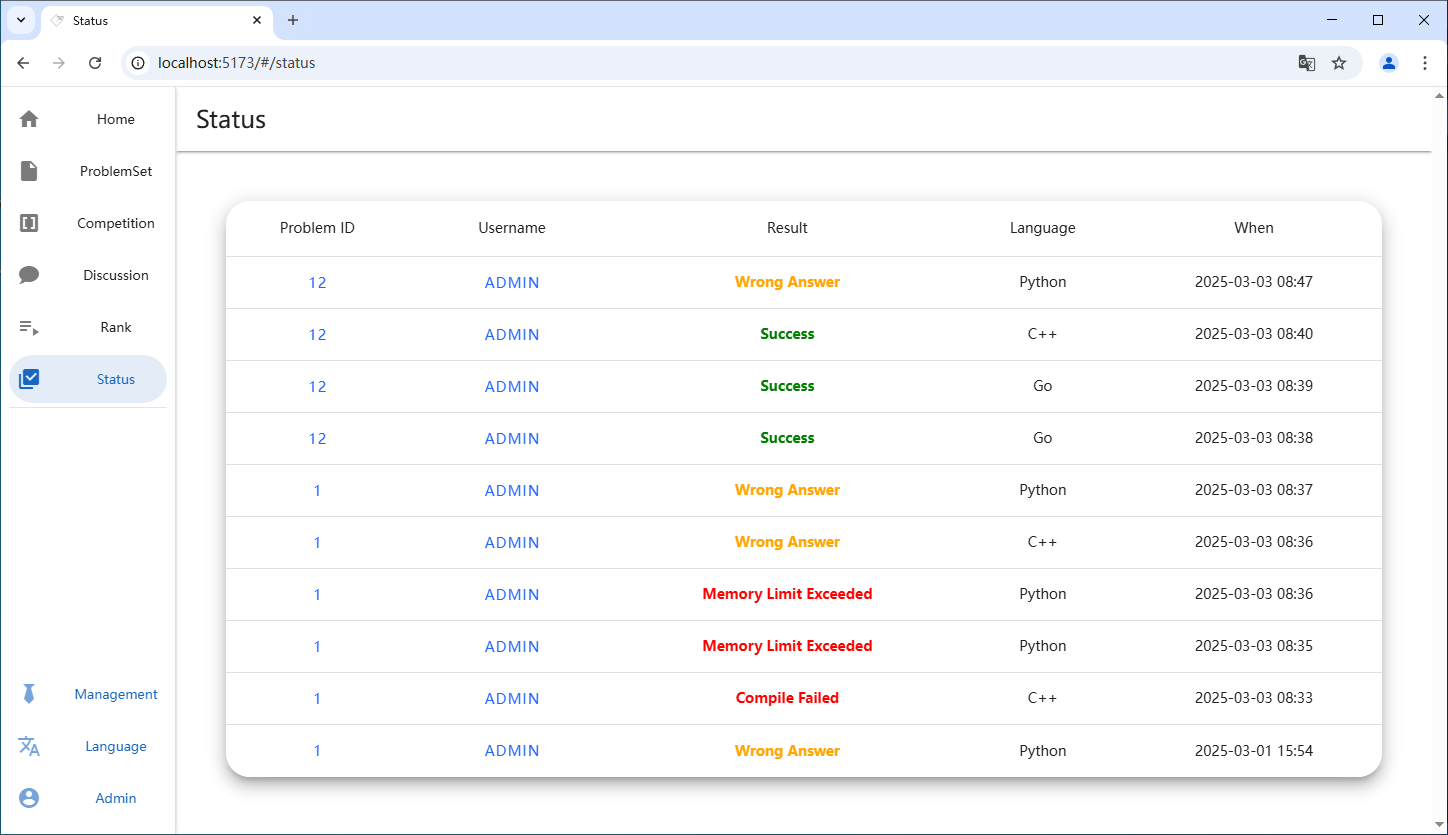 Status
localhost:5173/#/status
Home
ProblemSet
Competition
Discussion
Rank
Status
Management
Language
Admin
Status
Problem ID Username Result Language When
12 ADMIN Wrong Answer Python 2025-03-03 08:47
12 ADMIN Success C++ 2025-03-03 08:40
12 ADMIN Success Go 2025-03-03 08:39
12 ADMIN Success Go 2025-03-03 08:38
1 ADMIN Wrong Answer Python 2025-03-03 08:37
1 ADMIN Wrong Answer C++ 2025-03-03 08:36
1 ADMIN Memory Limit Exceeded Python 2025-03-03 08:36
1 ADMIN Memory Limit Exceeded Python 2025-03-03 08:35
1 ADMIN Compile Failed C++ 2025-03-03 08:33
1 ADMIN Wrong Answer Python 2025-03-01 15:54